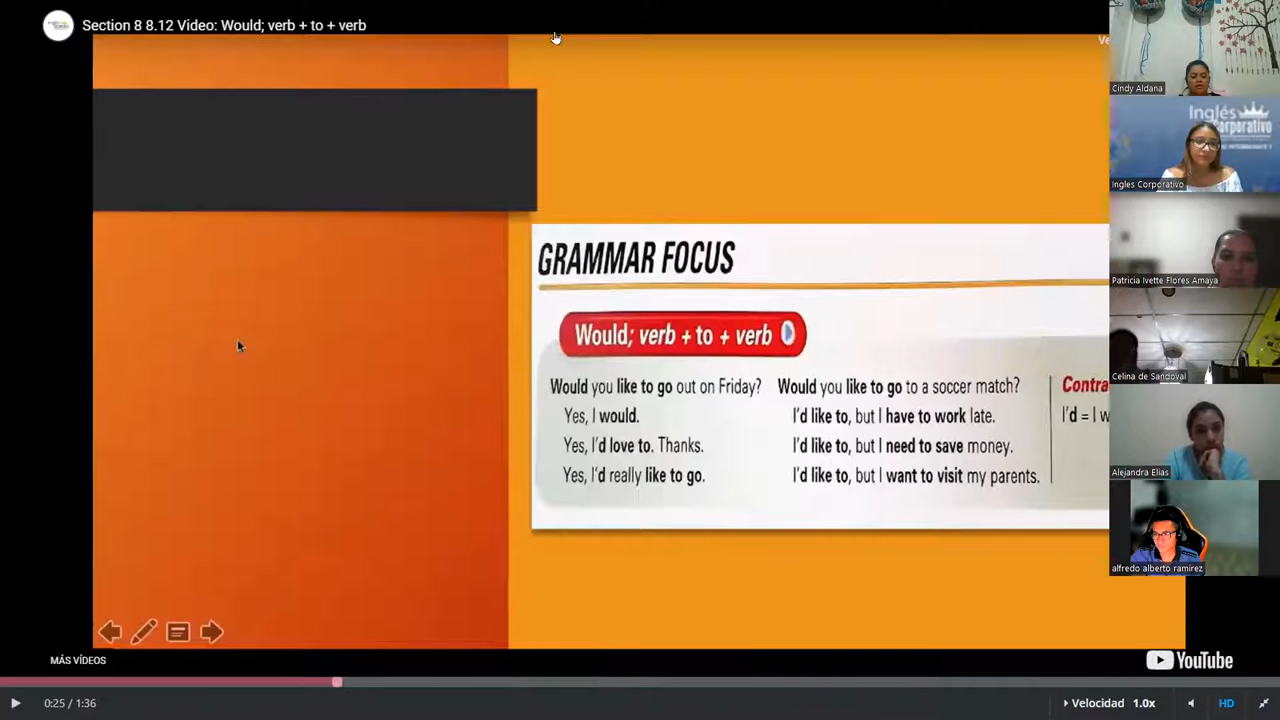 Section 8 8.12 Video: Would; verb + to + verb
Ve
Cindy Aldana
Inglés
Corporativo
Ingles Corporativo
Patricia Ivette Flores Amaya
Celina de Sandoval
Alejandra Elias
alfredo alberto ramirez
GRAMMAR FOCUS
Would; verb + to + verb
Would you like to go out on Friday?
Yes, I would.
Yes, I'd love to. Thanks.
Yes, I'd really like to go.
Would you like to go to a soccer match?
I'd like to, but I have to work late.
I'd like to, but I need to save money.
I'd like to, but I want to visit my parents.
Contra
I'd = I w
MÁS VÍDEOS
YouTube
0:25 / 1:36
Velocidad 1.0x
HD